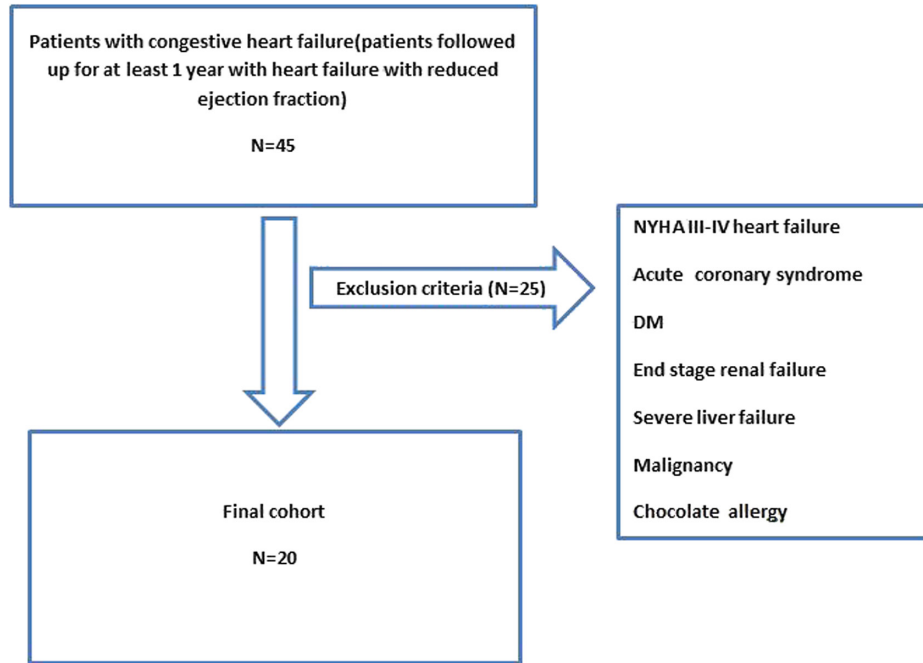 Patients with congestive heart failure(patients followed
up for at least 1 year with heart failure with reduced
ejection fraction)
N=45
Exclusion criteria (N=25)
NYHA III-IV heart failure
Acute coronary syndrome
DM
End stage renal failure
Severe liver failure
Malignancy
Chocolate allergy
Final cohort
N=20